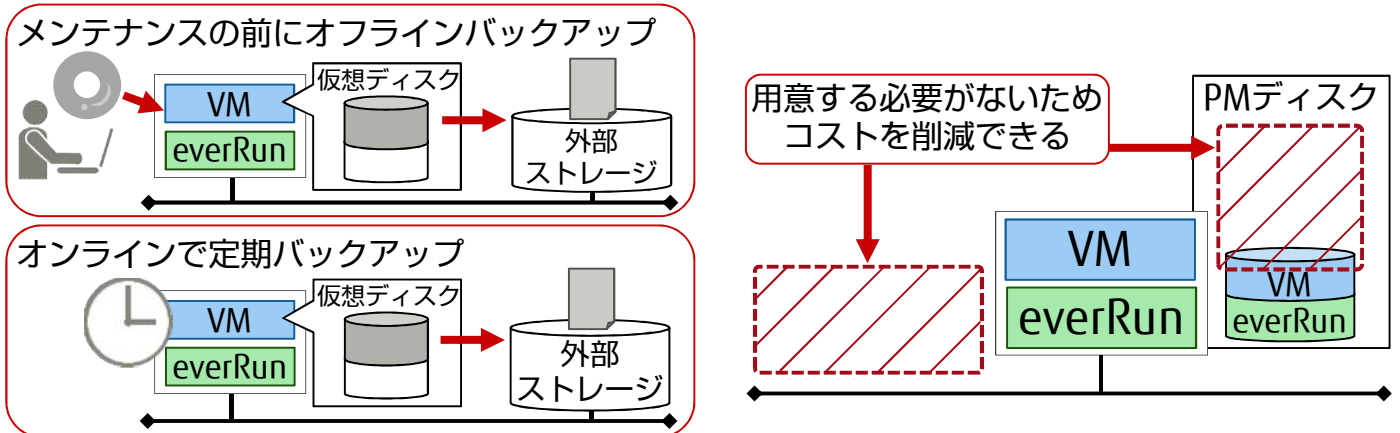 メンテナンスの前にオフラインバックアップ
VM
everRun
仮想ディスク
外部
ストレージ
オンラインで定期バックアップ
VM
everRun
仮想ディスク
外部
ストレージ
用意する必要がないため
コストを削減できる
PMディスク
VM
everRun
VM
everRun